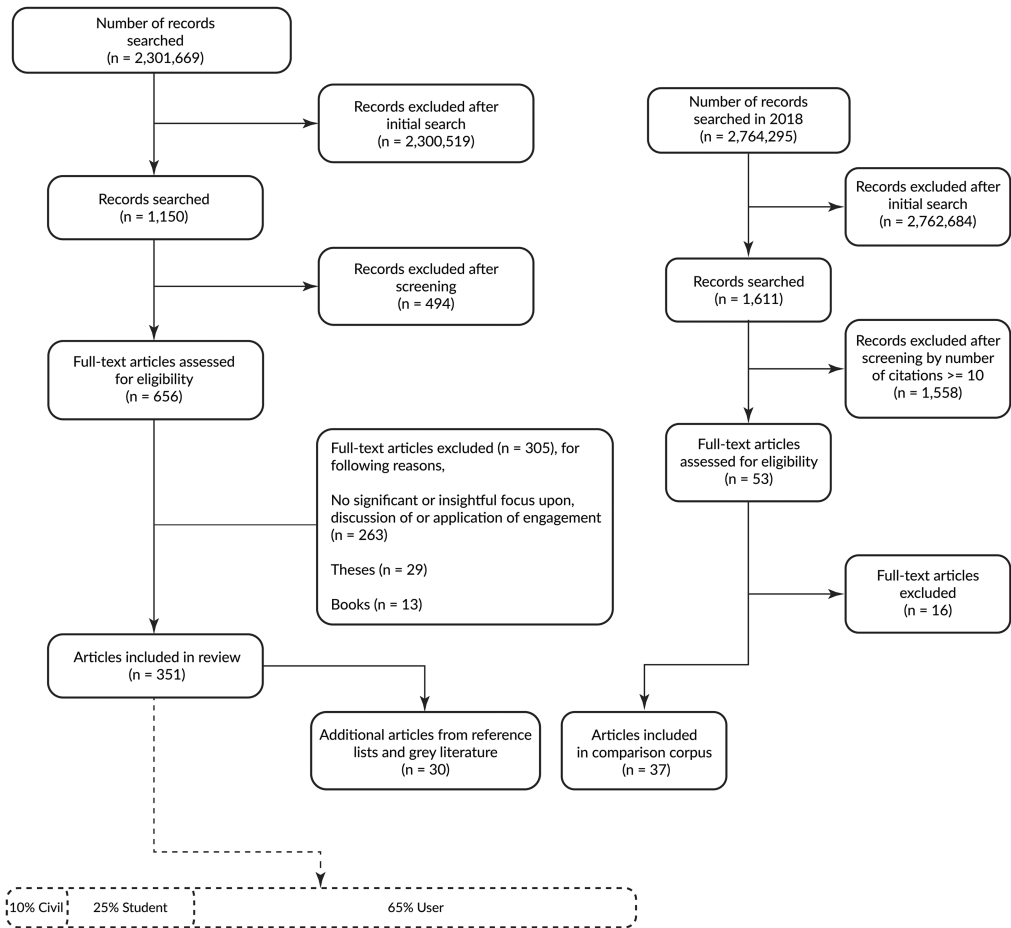 Number of records
searched
(n = 2,301,669)
Records excluded after
initial search
(n = 2,300,519)
Records searched
(n = 1,150)
Records excluded after
screening
(n = 494)
Full-text articles assessed
for eligibility
(n = 656)
Full-text articles excluded (n = 305), for
following reasons,
No significant or insightful focus upon,
discussion of or application of engagement
(n = 263)
Theses (n = 29)
Books (n = 13)
Articles included in review
(n = 351)
Additional articles from reference
lists and grey literature
(n = 30)
10% Civil
25% Student
65% User
Number of records
searched in 2018
(n = 2,764,295)
Records excluded after
initial search
(n = 2,762,684)
Records searched
(n = 1,611)
Records excluded after
screening by number
of citations >= 10
(n = 1,558)
Full-text articles
assessed for eligibility
(n = 53)
Full-text articles
excluded
(n = 16)
Articles included
in comparison corpus
(n = 37)